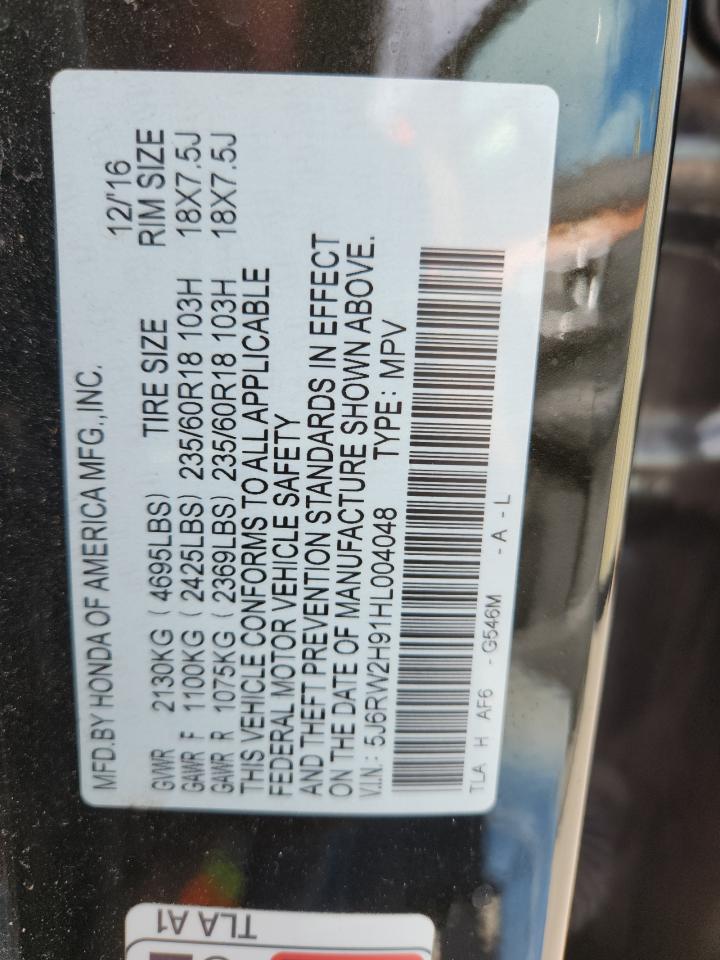 MFD.BY HONDA OF AMERICA MFG.,INC. 12/'16
TIRE SIZE RIM SIZE
GVWR 2130KG ( 4695LBS)
GAWR F 1100KG ( 2425LBS) 235/60R18 103H 18X7.5J
GAWR R 1075KG ( 2369LBS) 235/60R18 103H 18X7.5J
THIS VEHICLE CONFORMS TO ALL APPLICABLE
FEDERAL MOTOR VEHICLE SAFETY
AND THEFT PREVENTION STANDARDS IN EFFECT
ON THE DATE OF MANUFACTURE SHOWN ABOVE.
V.I.N.: 5J6RW2H91HL004048 TYPE: MPV
TLA H AF6 - G546M - A - L
TLA A1